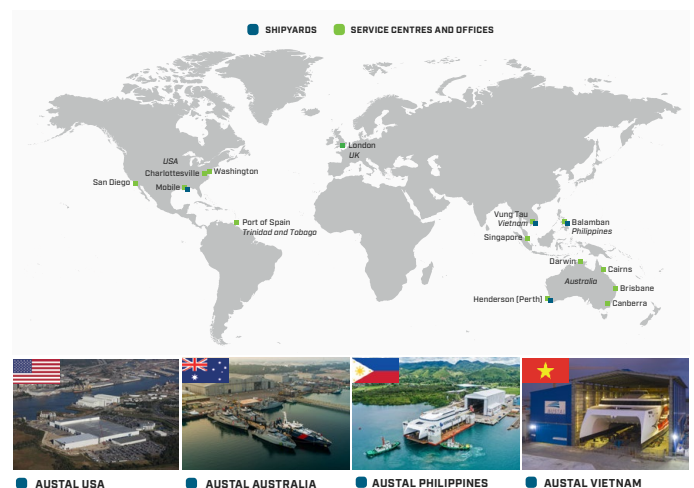 SHIPYARDS
SERVICE CENTRES AND OFFICES
London
UK
USA
Charlottesville
Washington
San Diego
Mobile
Port of Spain
Trinidad and Tobago
Vung Tau
Vietnam
Balamban
Philippines
Singapore
Darwin
Cairns
Australia
Brisbane
Henderson (Perth)
Canberra
AUSTAL USA
AUSTAL AUSTRALIA
AUSTAL PHILIPPINES
AUSTAL VIETNAM